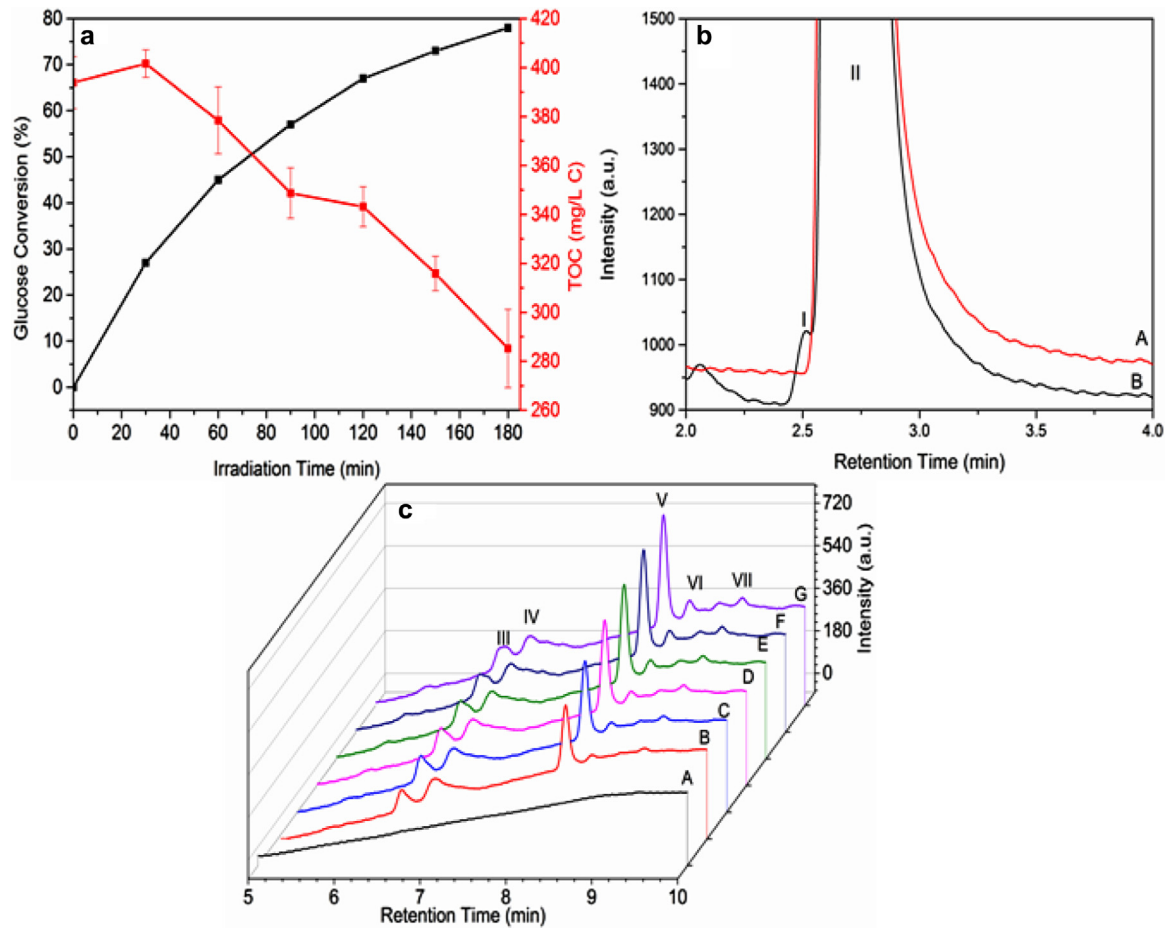 a
80
70
60
50
40
30
20
10
0
Glucose Conversion (%)
0 20 40 60 80 100 120 140 160 180
Irradiation Time (min)
420
400
380
360
340
320
300
280
260
TOC (mg/L C)
b
1500
1400
1300
1200
1100
1000
900
Intensity (a.u.)
II
I
A
B
2.0 2.5 3.0 3.5 4.0
Retention Time (min)
c
V
VI
VII
III
IV
G
F
E
D
C
B
A
720
540
360
180
0
Intensity (a.u.)
5 6 7 8 9 10
Retention Time (min)